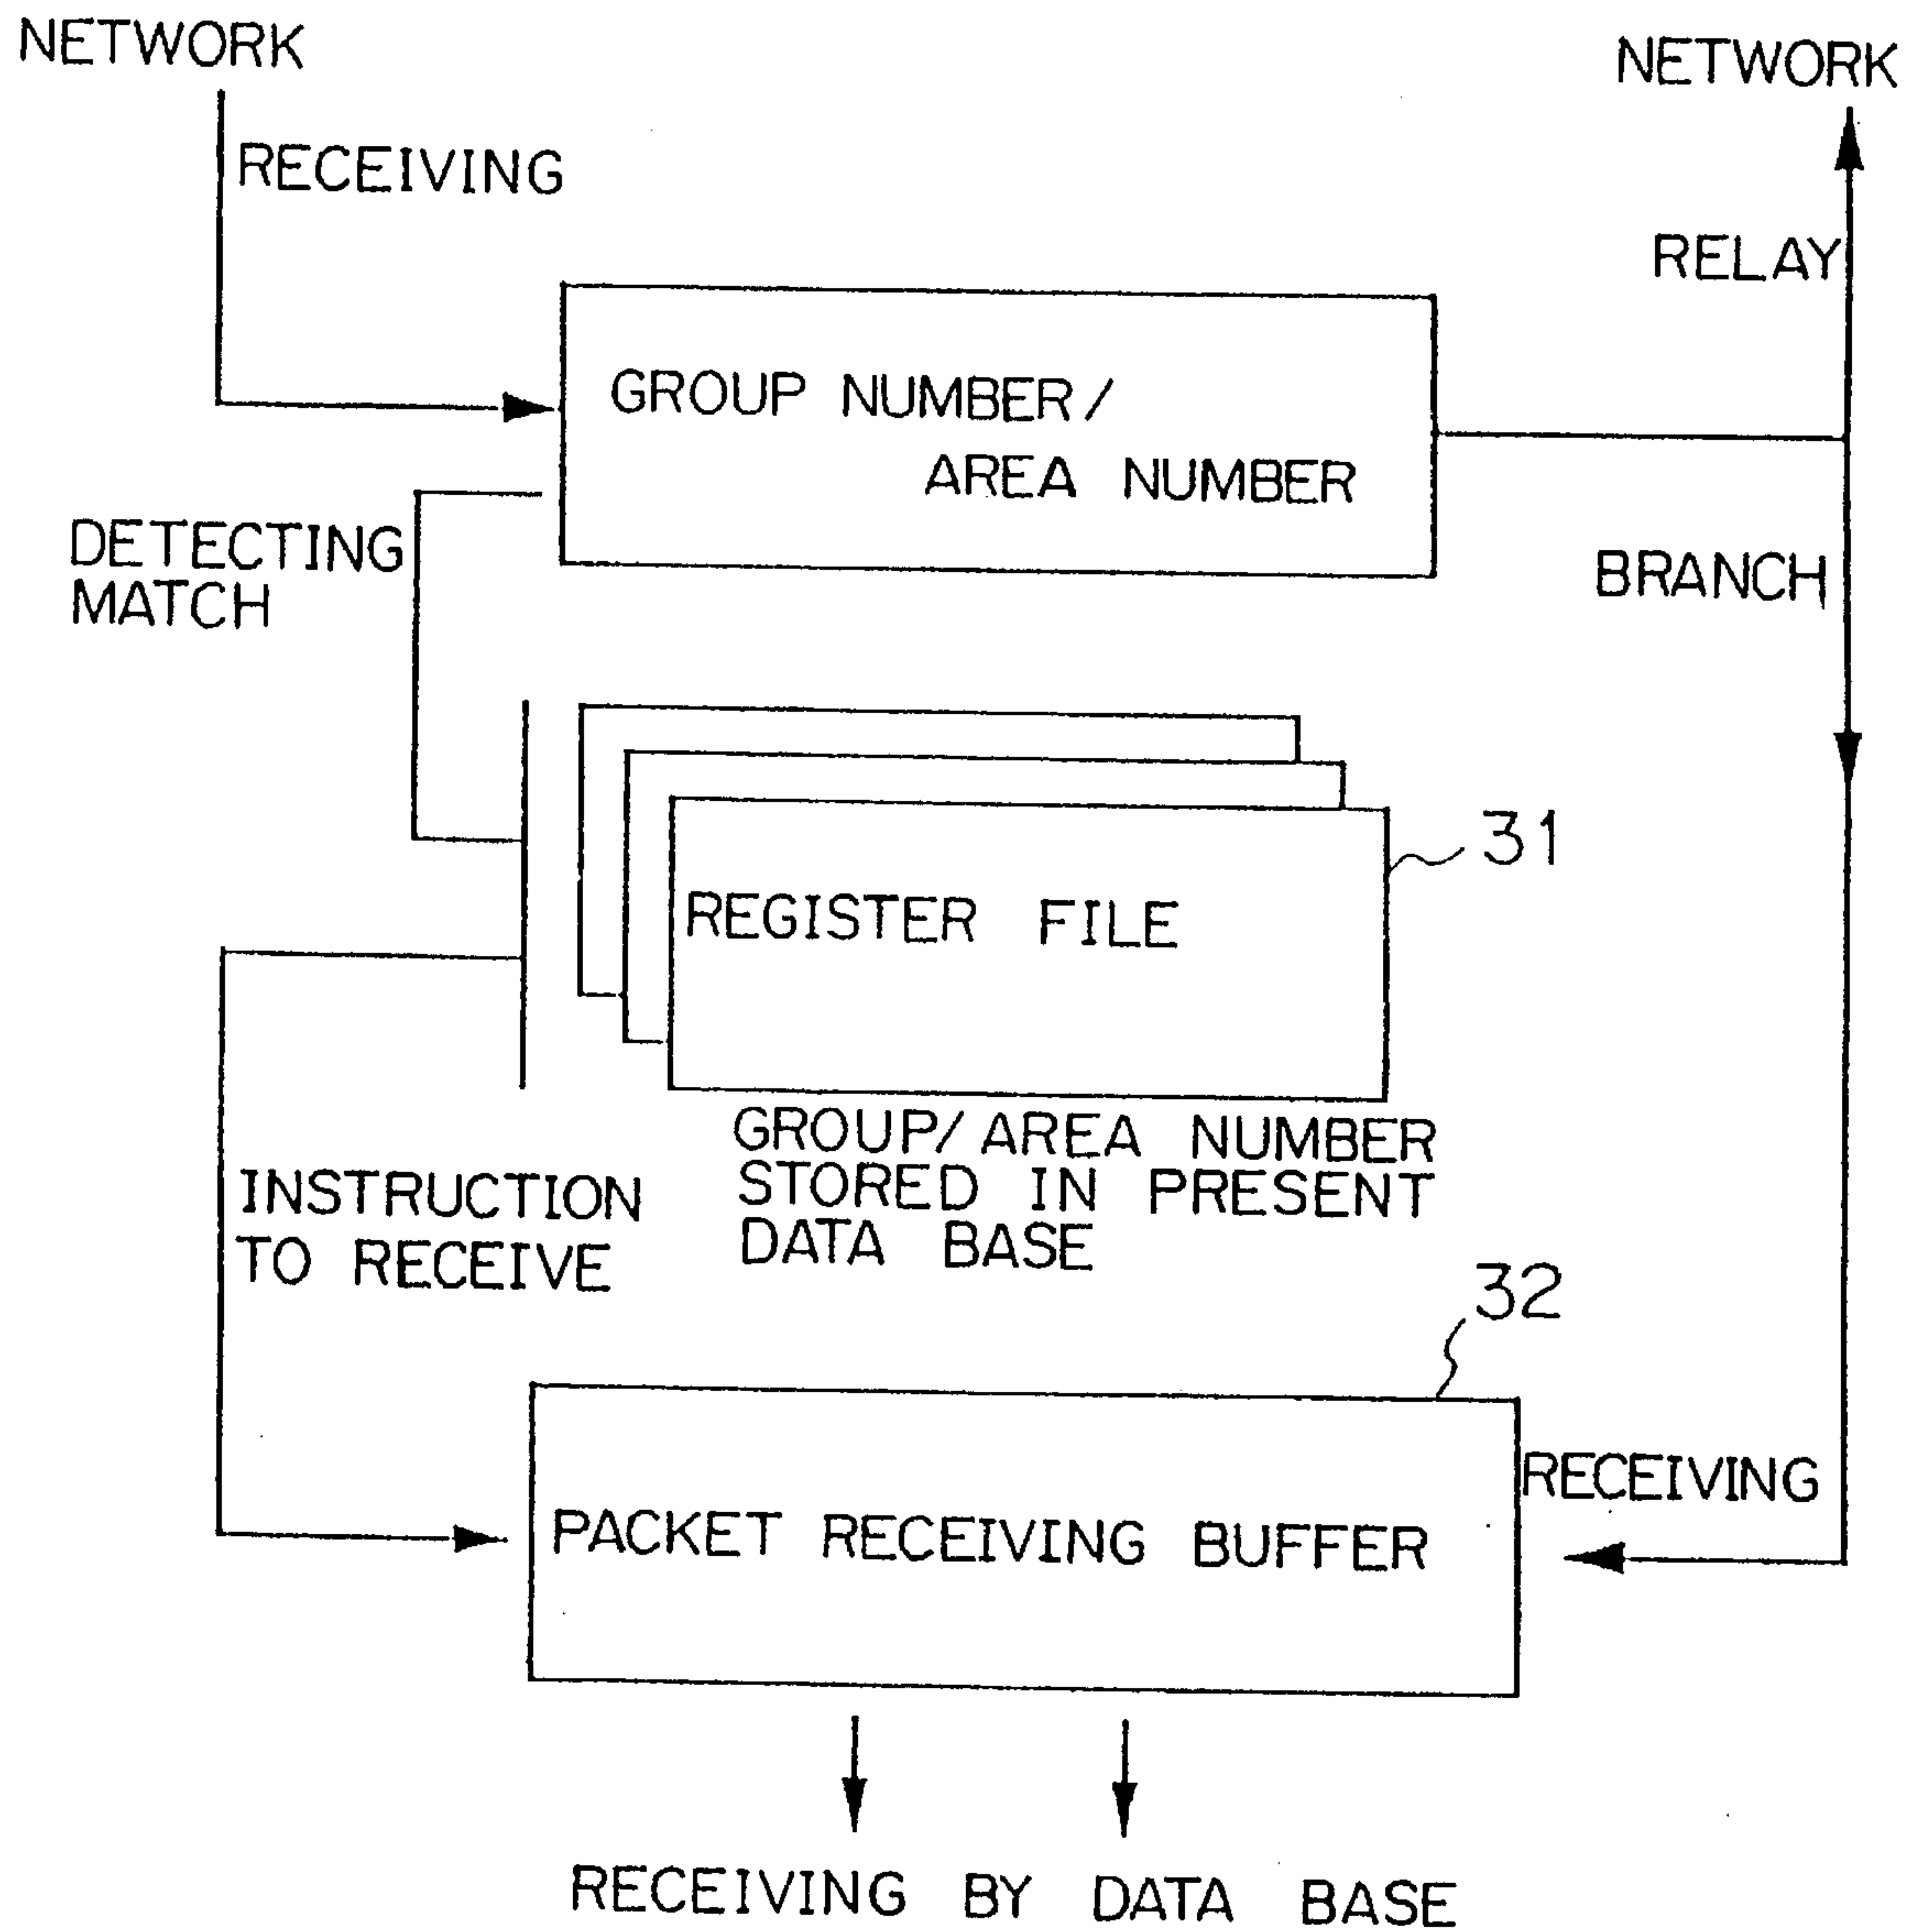 NETWORK
NETWORK
RECEIVING
RELAY
GROUP NUMBER/
AREA NUMBER
DETECTING
MATCH
BRANCH
31
REGISTER FILE
GROUP/AREA NUMBER
STORED IN PRESENT
DATA BASE
INSTRUCTION
TO RECEIVE
32
RECEIVING
PACKET RECEIVING BUFFER
RECEIVING BY DATA BASE